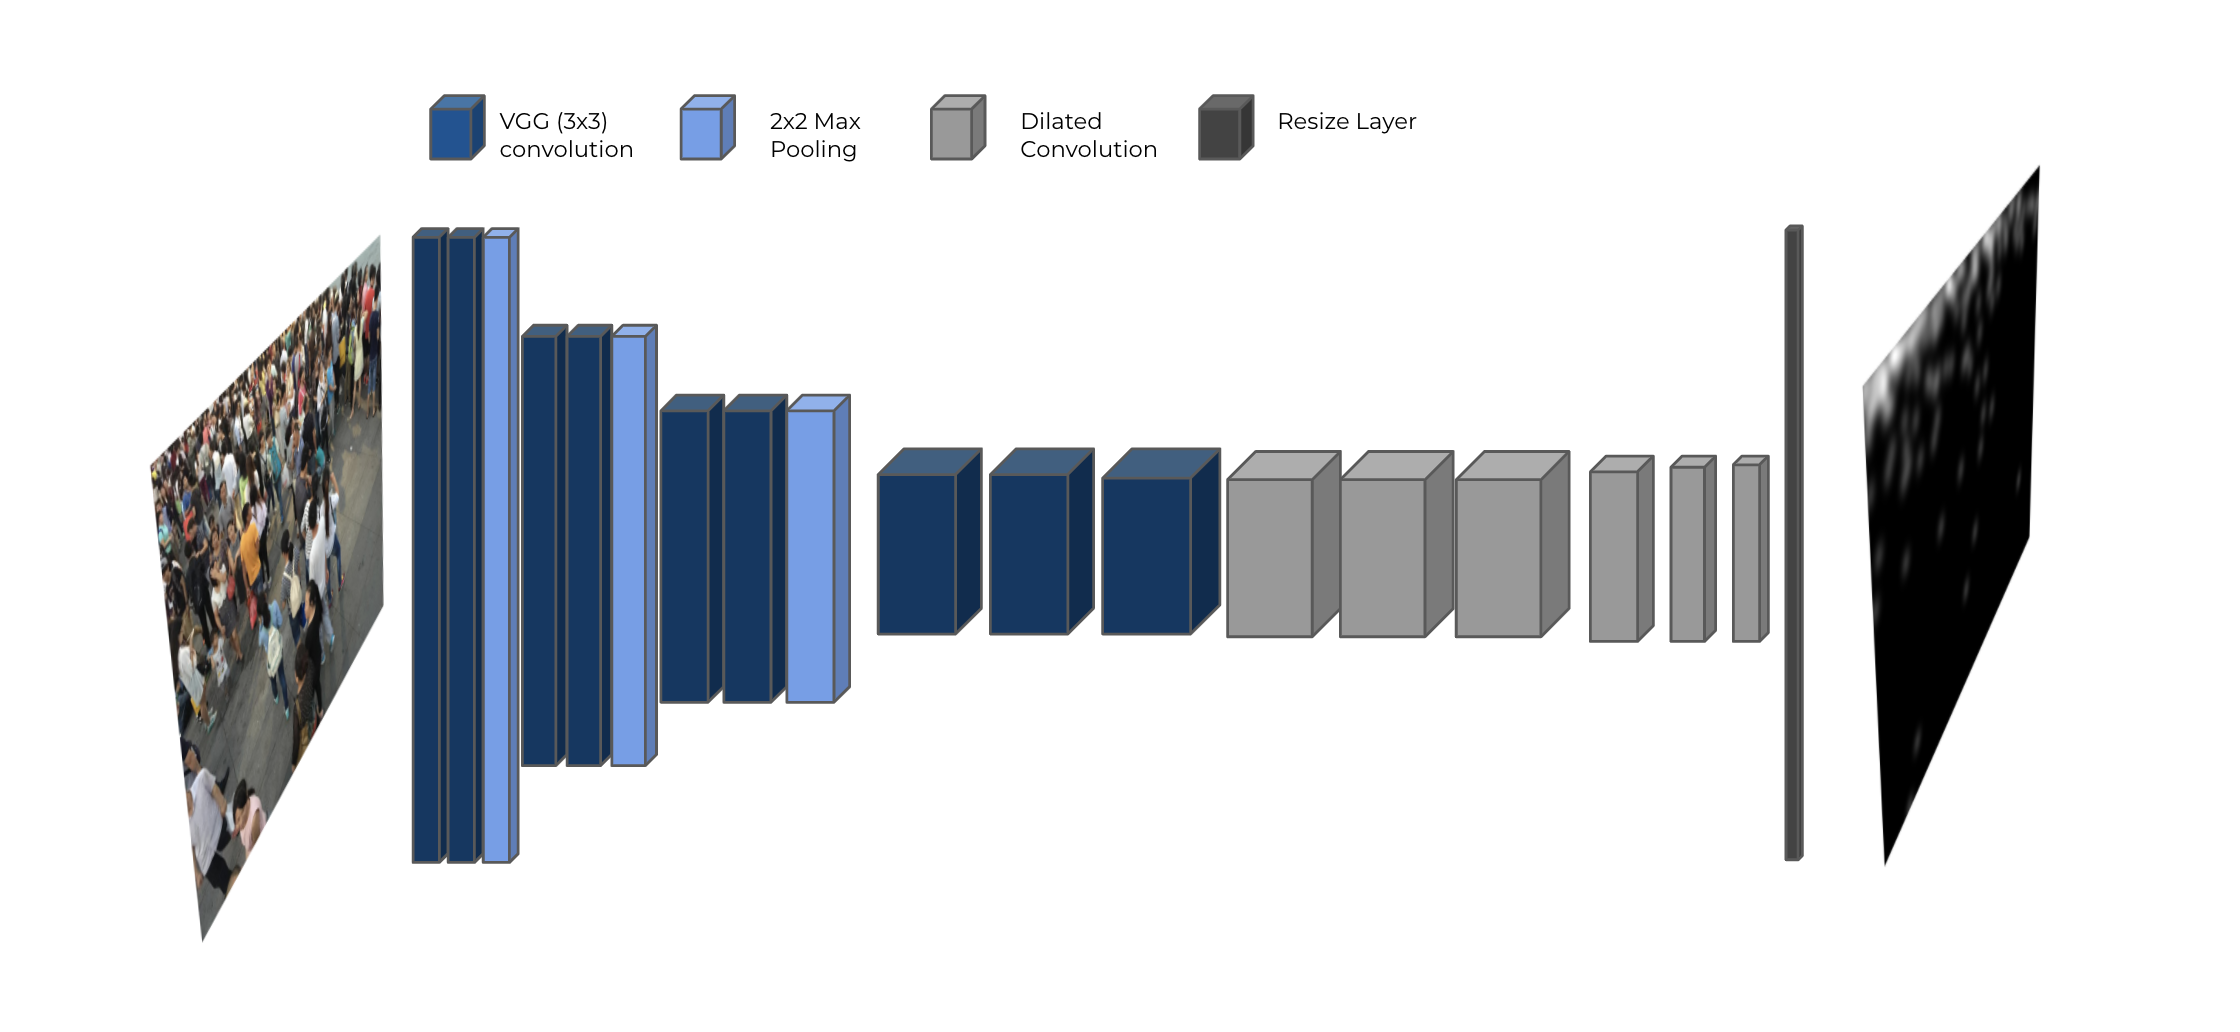 VGG (3x3)
convolution
2x2 Max
Pooling
Dilated
Convolution
Resize Layer